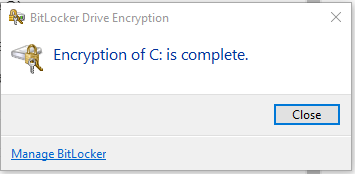 BitLocker Drive Encryption
Encryption of C: is complete.
Close
Manage BitLocker